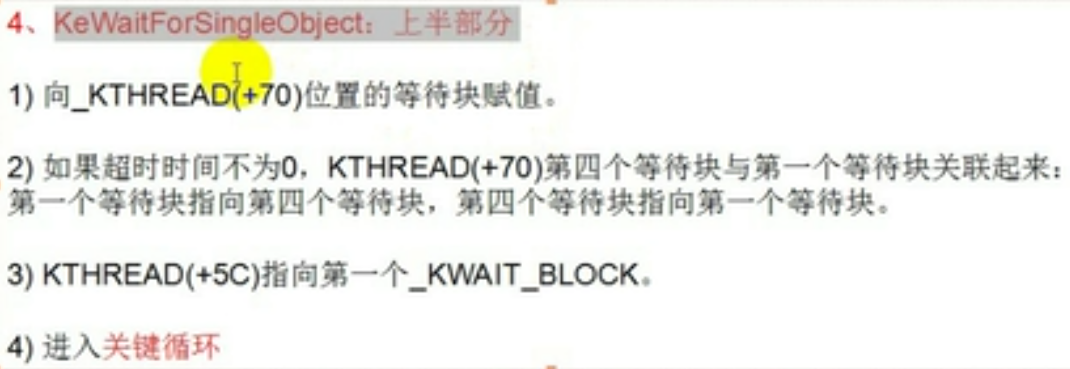 4、KeWaitForSingleObject：上半部分
1) 向_KTHREAD(+70)位置的等待块赋值。
2) 如果超时时间不为0，KTHREAD(+70)第四个等待块与第一个等待块关联起来：
第一个等待块指向第四个等待块，第四个等待块指向第一个等待块。
3) KTHREAD(+5C)指向第一个_KWAIT_BLOCK。
4) 进入关键循环